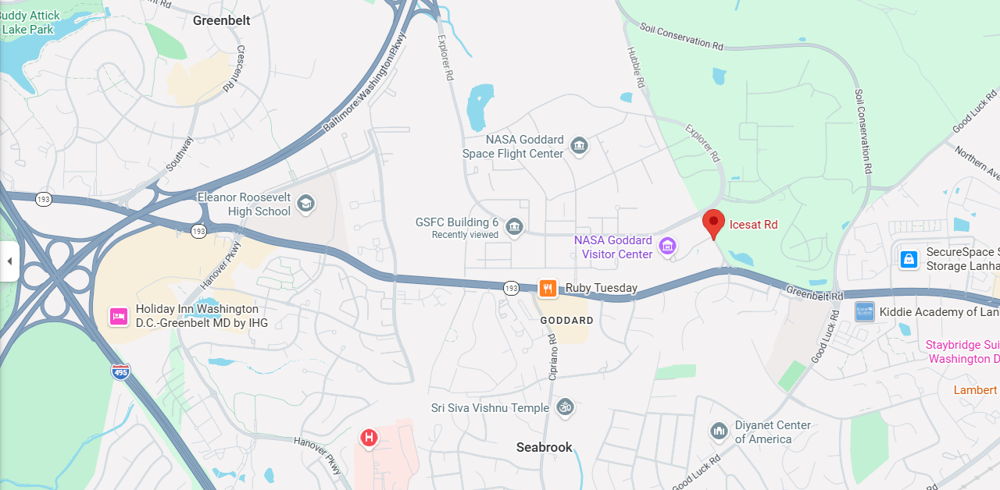 Buddy Attick
Lake Park
Greenbelt
Crescent Rd
Baltimore-Washington Pkwy
Explorer Rd
Soil Conservation Rd
Hubble Rd
Soil Conservation Rd
Good Luck Rd
Northern Ave
Southway
NASA Goddard
Space Flight Center
Explorer Rd
193
Eleanor Roosevelt
High School
193
GSFC Building 6
Recently viewed
Icesat Rd
NASA Goddard
Visitor Center
SecureSpace S
Storage Lanha
Hanover Pkwy
193
Ruby Tuesday
Greenbelt Rd
Holiday Inn Washington
D.C.-Greenbelt MD by IHG
GODDARD
Kiddie Academy of Lan
Good Luck Rd
Cipriano Rd
Staybridge Sui
Washington D
495
Lambert
Sri Siva Vishnu Temple
Diyanet Center
of America
H
Hanover Pkwy
Seabrook
Good Luck Rd
Rd